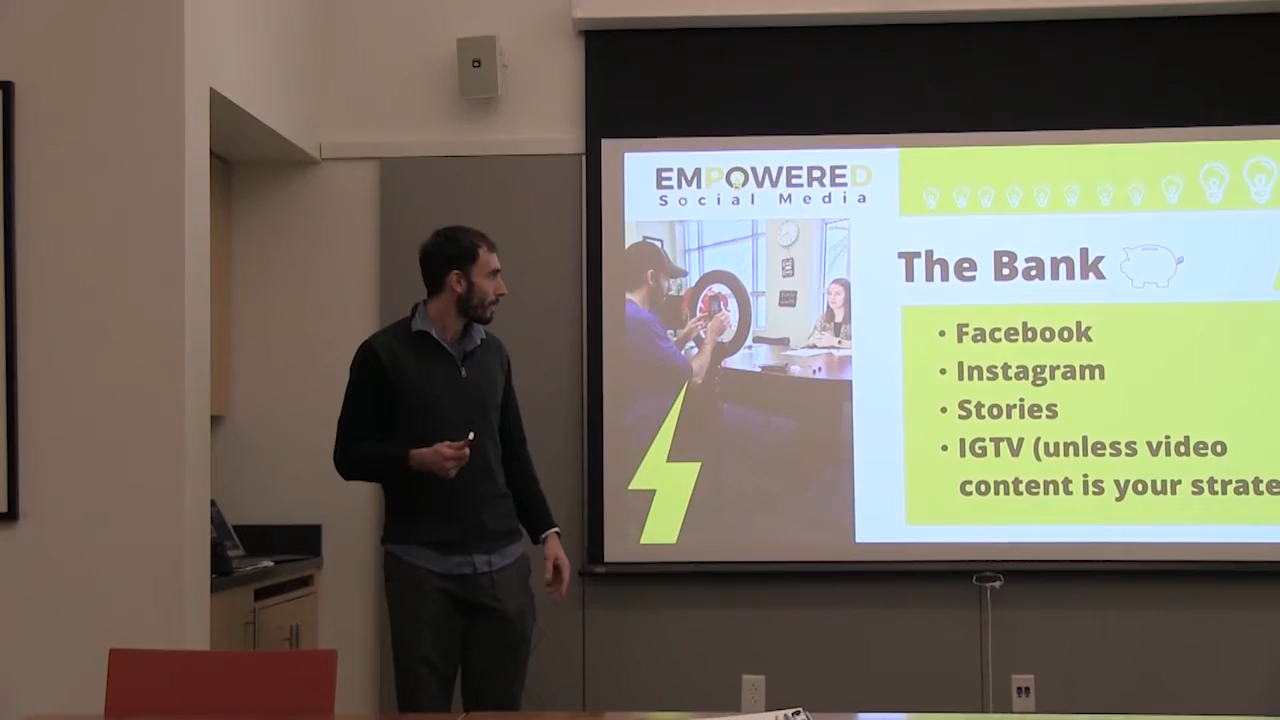 EMPOWERED
Social Media
The Bank
• Facebook
• Instagram
• Stories
• IGTV (unless video
content is your strate